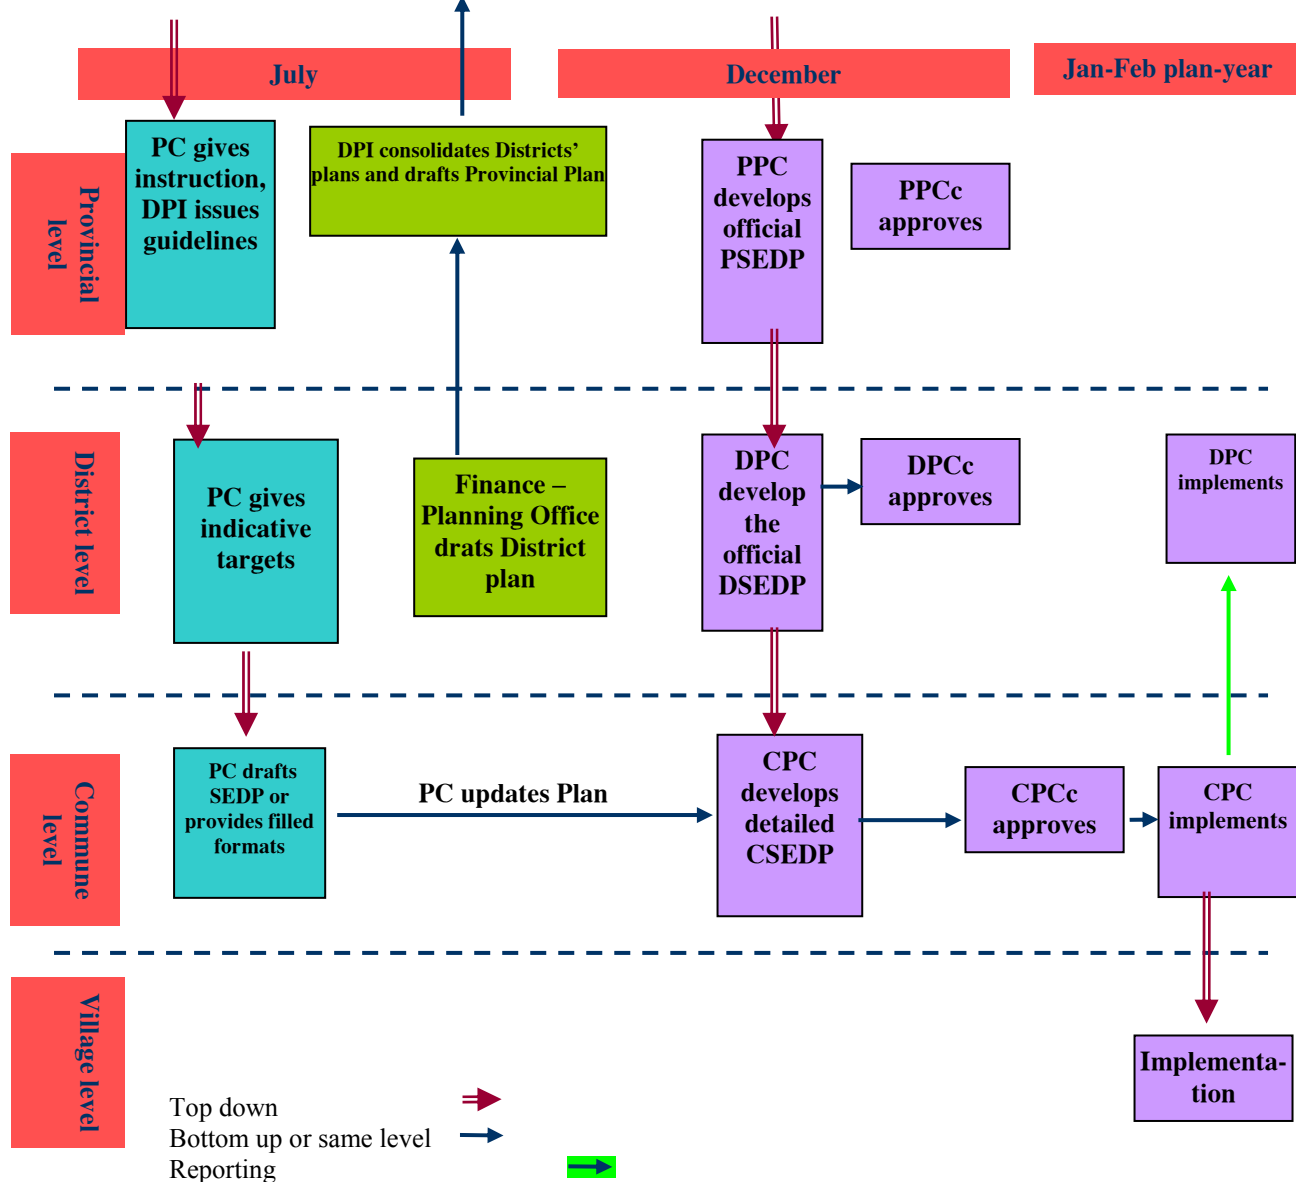 July
December
Jan-Feb plan-year
Provincial
level
PC gives
instruction,
DPI issues
guidelines
DPI consolidates Districts’
plans and drafts Provincial Plan
PPC
develops
official
PSEDP
PPCc
approves
District level
PC gives
indicative
targets
Finance –
Planning Office
drats District
plan
DPC
develop
the
official
DSEDP
DPCc
approves
DPC
implements
Commune
level
PC drafts
SEDP or
provides filled
formats
PC updates Plan
CPC
develops
detailed
CSEDP
CPCc
approves
CPC
implements
Village level
Implementa-
tion
Top down
Bottom up or same level
Reporting